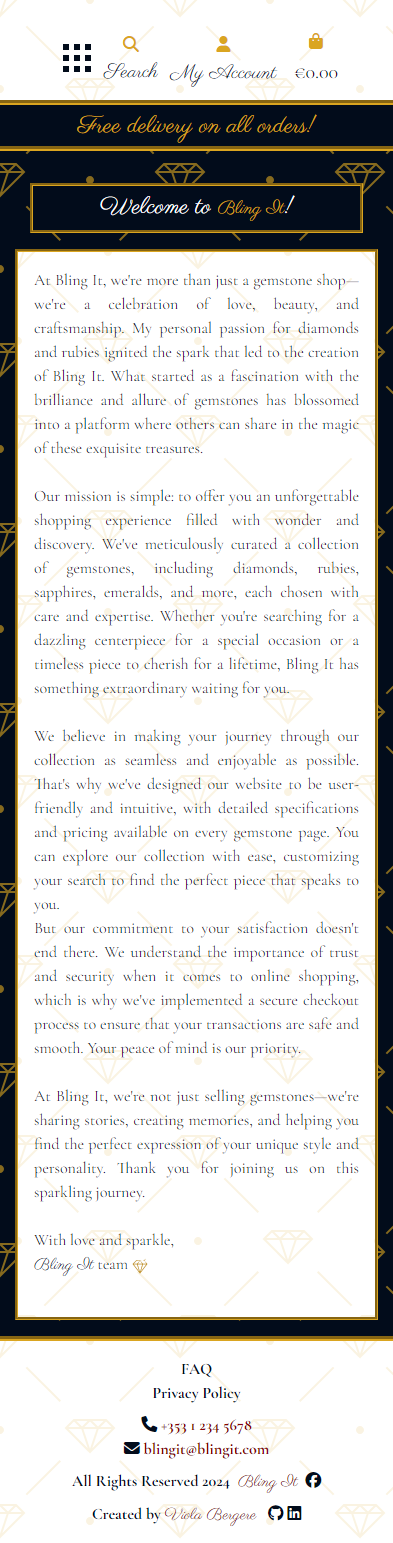 Search My Account €0.00
Free delivery on all orders!
Welcome to Bling It!
At Bling It, we're more than just a gemstone shop—
we're a celebration of love, beauty, and
craftsmanship. My personal passion for diamonds
and rubies ignited the spark that led to the creation
of Bling It. What started as a fascination with the
brilliance and allure of gemstones has blossomed
into a platform where others can share in the magic
of these exquisite treasures.
Our mission is simple: to offer you an unforgettable
shopping experience filled with wonder and
discovery. We've meticulously curated a collection
of gemstones, including diamonds, rubies,
sapphires, emeralds, and more, each chosen with
care and expertise. Whether you're searching for a
dazzling centerpiece for a special occasion or a
timeless piece to cherish for a lifetime, Bling It has
something extraordinary waiting for you.
We believe in making your journey through our
collection as seamless and enjoyable as possible.
That's why we've designed our website to be user-
friendly and intuitive, with detailed specifications
and pricing available on every gemstone page. You
can explore our collection with ease, customizing
your search to find the perfect piece that speaks to
you.
But our commitment to your satisfaction doesn't
end there. We understand the importance of trust
and security when it comes to online shopping,
which is why we've implemented a secure checkout
process to ensure that your transactions are safe and
smooth. Your peace of mind is our priority.
At Bling It, we're not just selling gemstones—we're
sharing stories, creating memories, and helping you
find the perfect expression of your unique style and
personality. Thank you for joining us on this
sparkling journey.
With love and sparkle,
Bling It team
FAQ
Privacy Policy
+353 1 234 5678
blingit@blingit.com
All Rights Reserved 2024 Bling It
Created by Viola Bergere